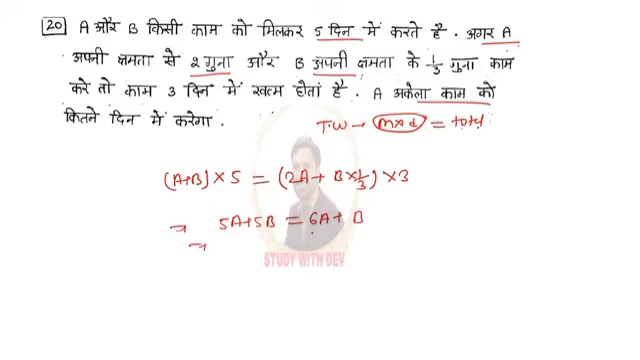 20 A और B किसी काम को मिलकर 5 दिन में करते है. अगर A
अपनी क्षमता से 2 गुना और B अपनी क्षमता के 1/3 गुना काम
करे तो काम 3 दिन में खत्म होतां है. A अकेला काम को
कितने दिन में करेगा.
T.W → m×d = total
(A+B) × 5 = (2A + B × 1/3) × 3
→ 5A+5B = 6A + B
→
STUDY WITH DEV